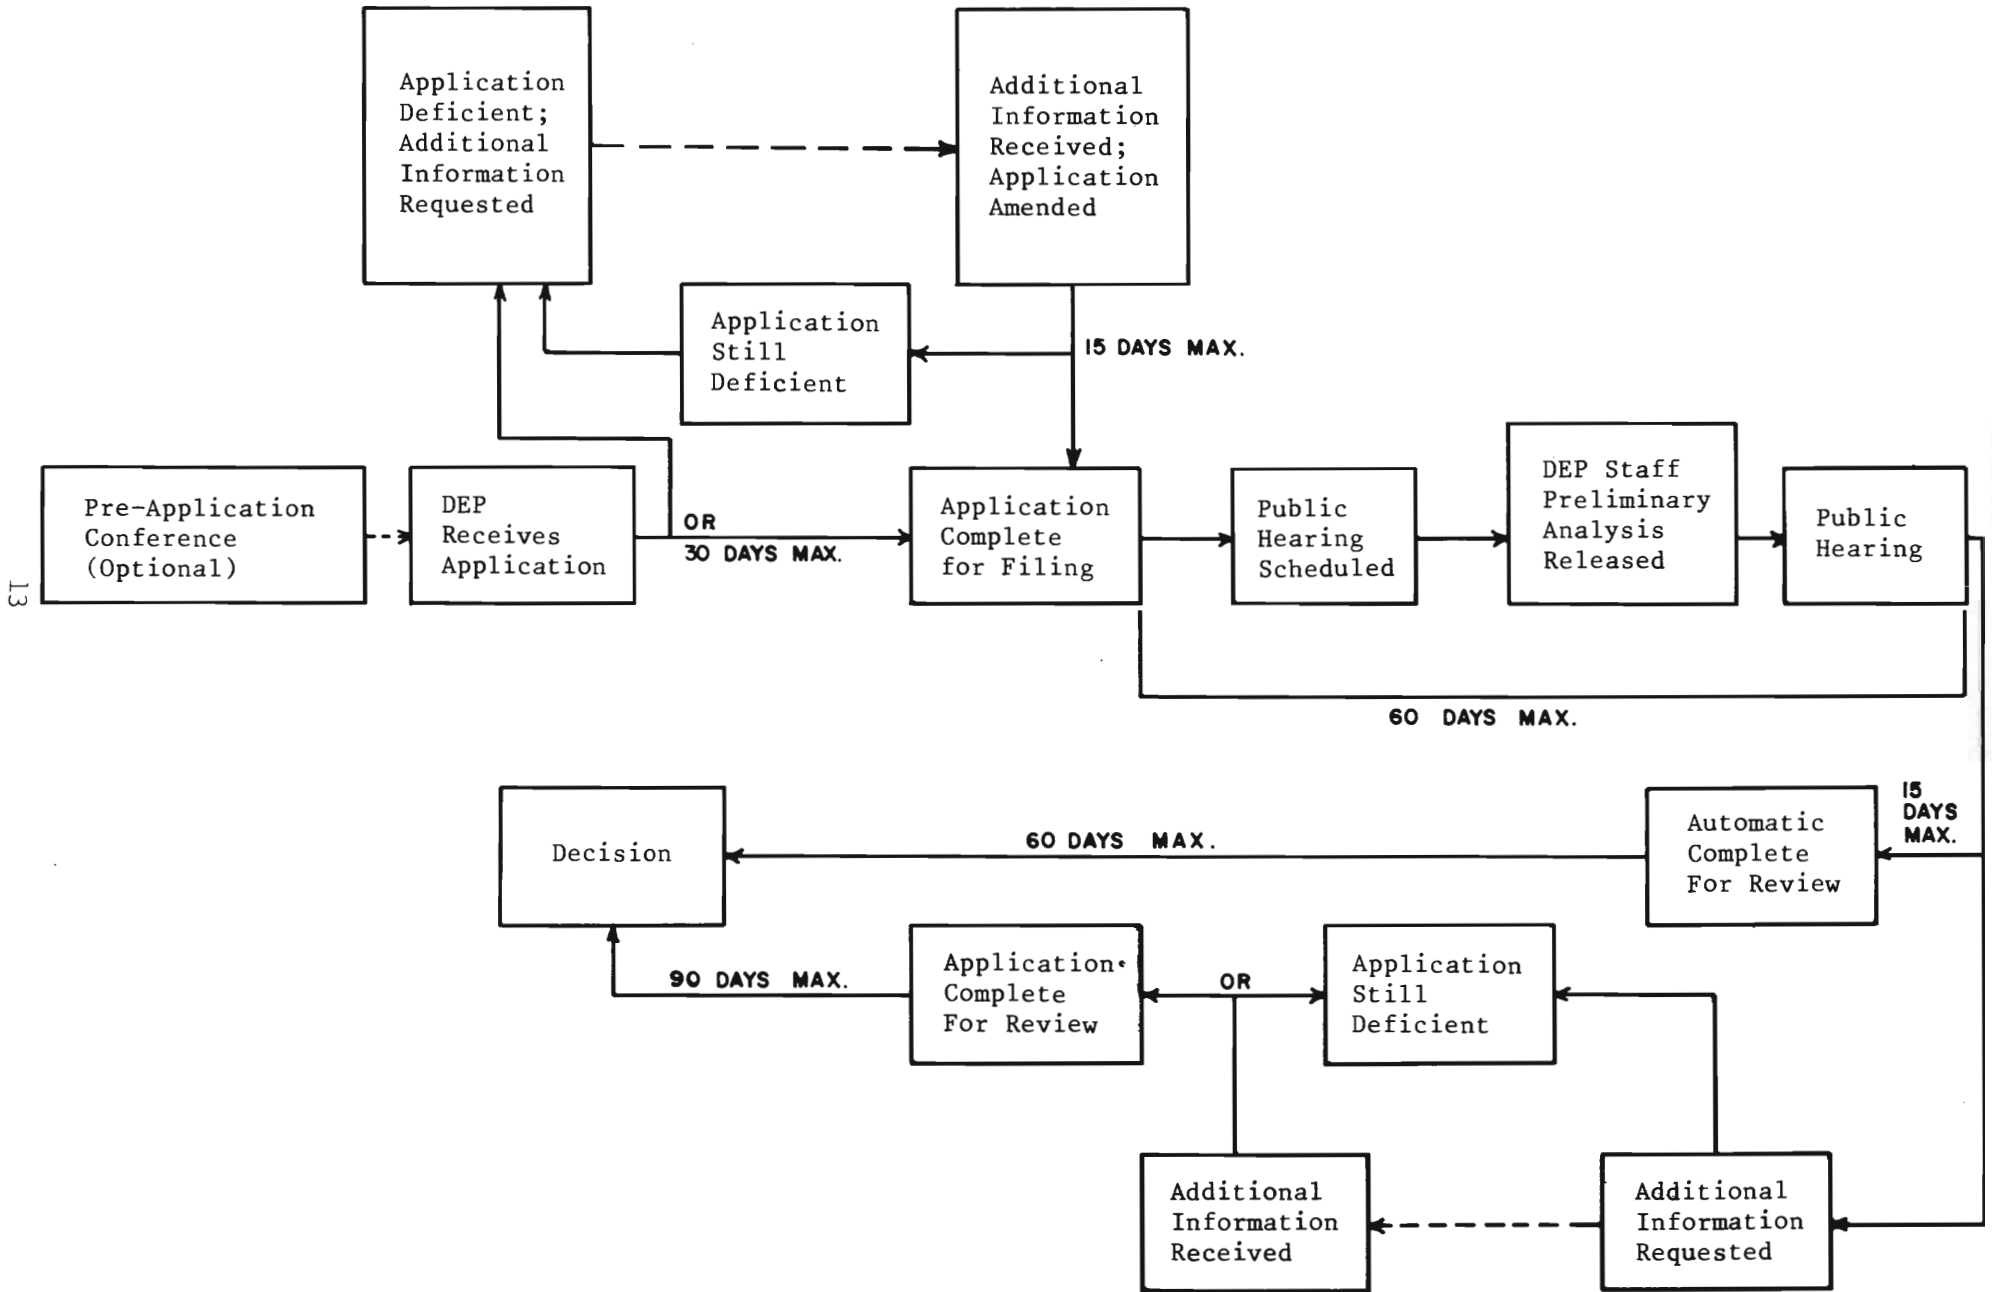 Application
Deficient;
Additional
Information
Requested
Additional
Information
Received;
Application
Amended
Application
Still
Deficient
15 DAYS MAX.
Pre-Application
Conference
(Optional)
DEP
Receives
Application
OR
30 DAYS MAX.
Application
Complete
for Filing
Public
Hearing
Scheduled
DEP Staff
Preliminary
Analysis
Released
Public
Hearing
13
60 DAYS MAX.
Decision
60 DAYS MAX.
Automatic
Complete
For Review
15
DAYS
MAX.
90 DAYS MAX.
Application
Complete
For Review
OR
Application
Still
Deficient
Additional
Information
Received
Additional
Information
Requested